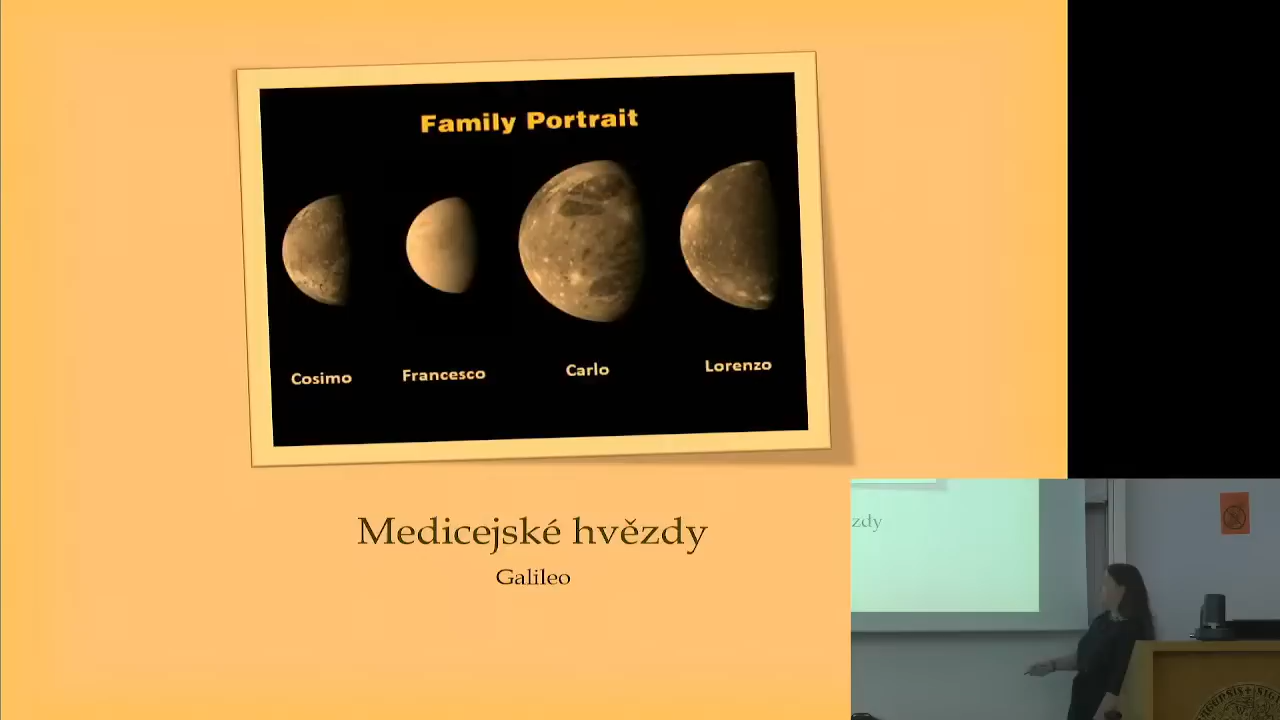 Family Portrait
Cosimo Francesco Carlo Lorenzo
Medicejské hvězdy
Galileo
zdy